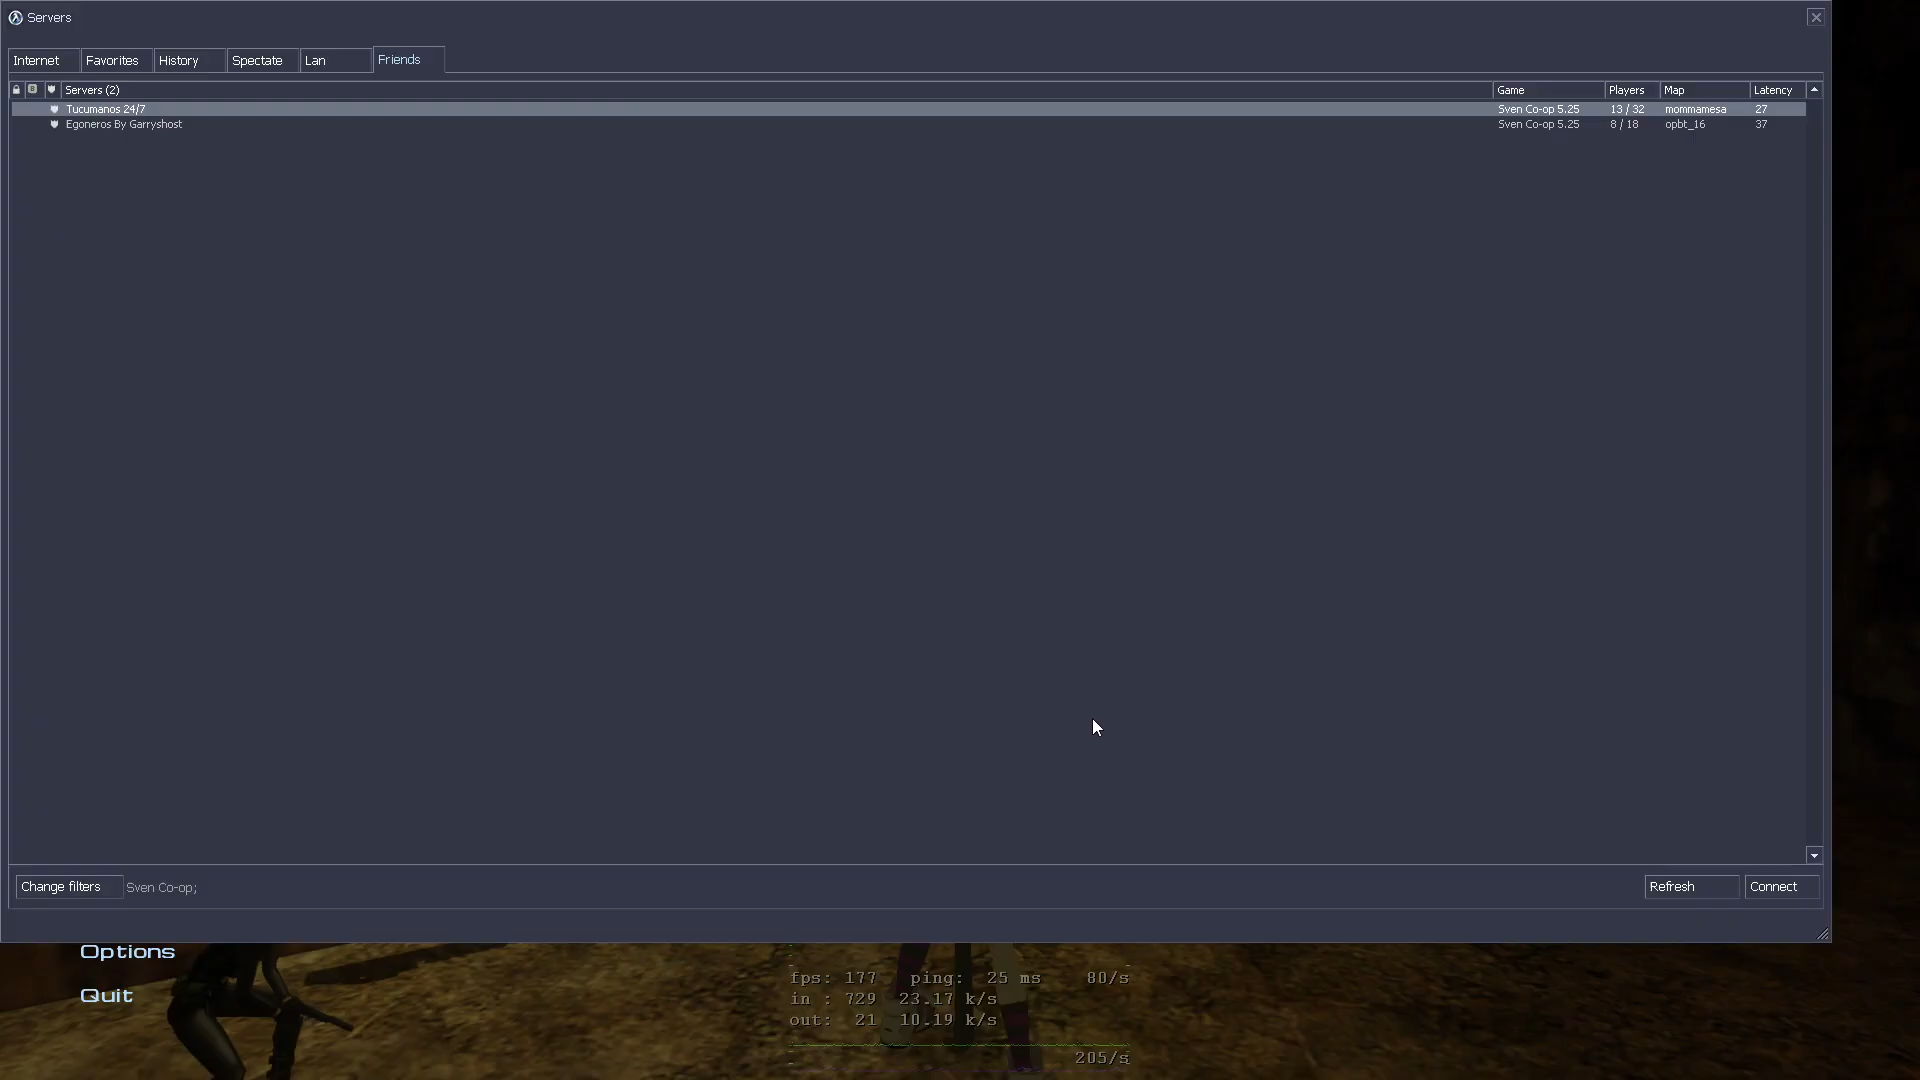 Servers
Internet Favorites History Spectate Lan Friends
Servers (2) Game Players Map Latency
Tucumanos 24/7 Sven Co-op 5.25 13 / 32 mommamesa 27
Egoneros By Garryshost Sven Co-op 5.25 8 / 18 opbt_16 37
Change filters Sven Co-op; Refresh Connect
Options
Quit
fps: 177 ping: 25 ms 80/s
in : 729 23.17 k/s
out: 21 10.19 k/s
205/s